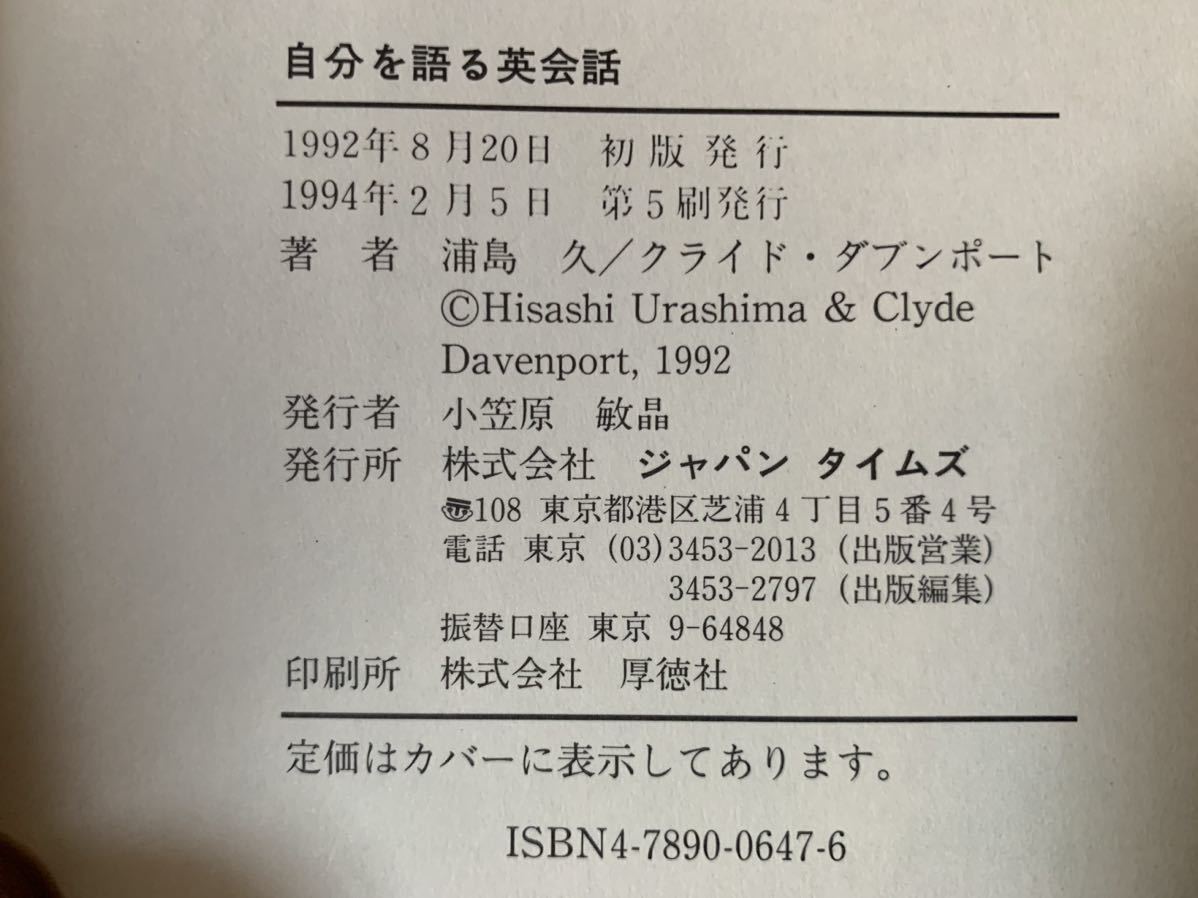 自分を語る英会話
1992年8月20日 初版発行
1994年2月5日 第5刷発行
著者 浦島 久/クライド・ダブンポート
©Hisashi Urashima & Clyde
Davenport, 1992
発行者 小笠原 敏晶
発行所 株式会社 ジャパン タイムズ
108 東京都港区芝浦4丁目5番4号
電話 東京 (03)3453-2013 (出版営業)
3453-2797 (出版編集)
振替口座 東京 9-64848
印刷所 株式会社 厚徳社
定価はカバーに表示してあります。
ISBN4-7890-0647-6